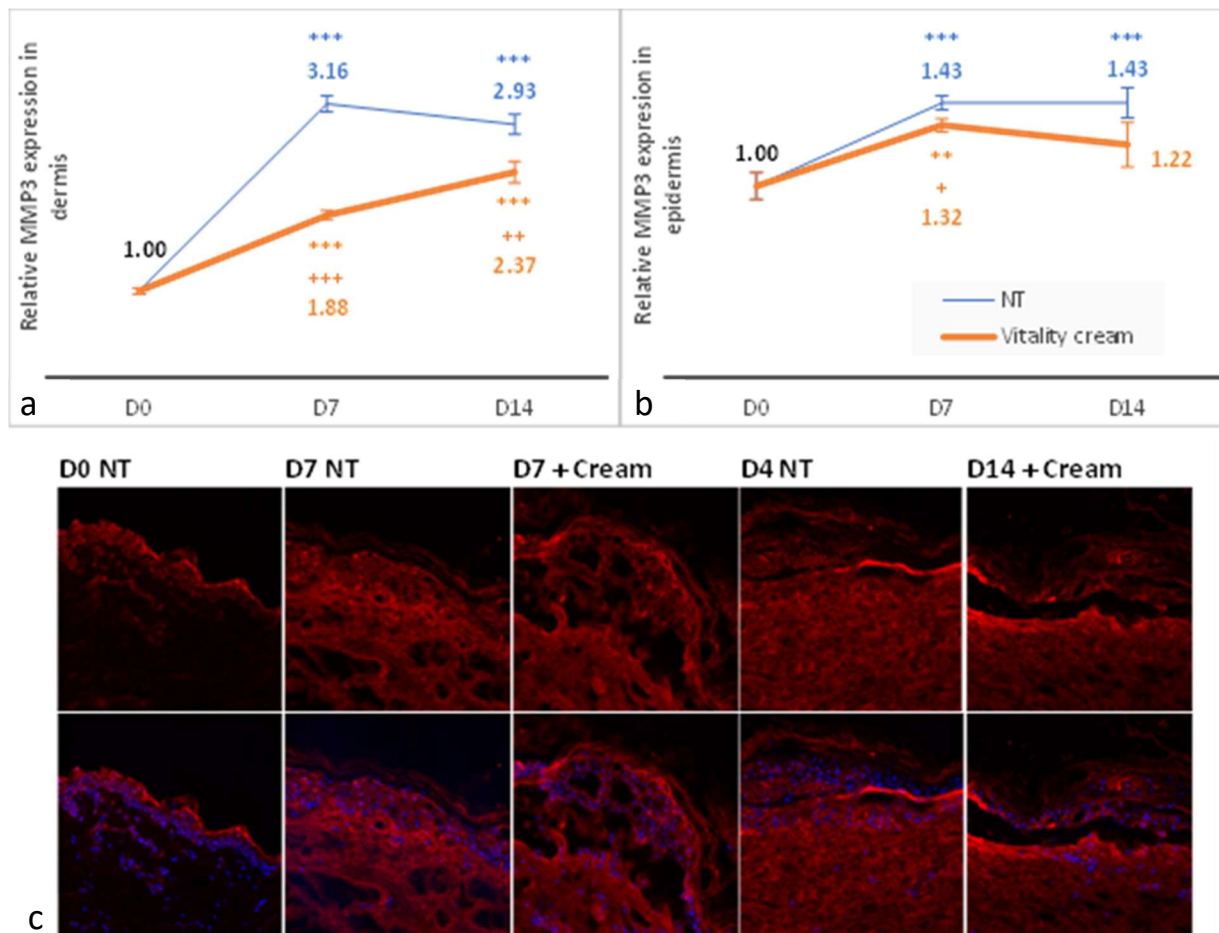 Relative MMP3 expression in
dermis
+++
3.16
+++
2.93
1.00
+++
+++
1.88
+++
++
2.37
a
D0
D7
D14
Relative MMP3 expression in
epidermis
+++
1.43
+++
1.43
1.00
++
+
1.32
1.22
NT
Vitality cream
b
D0
D7
D14
D0 NT
D7 NT
D7 + Cream
D4 NT
D14 + Cream
c